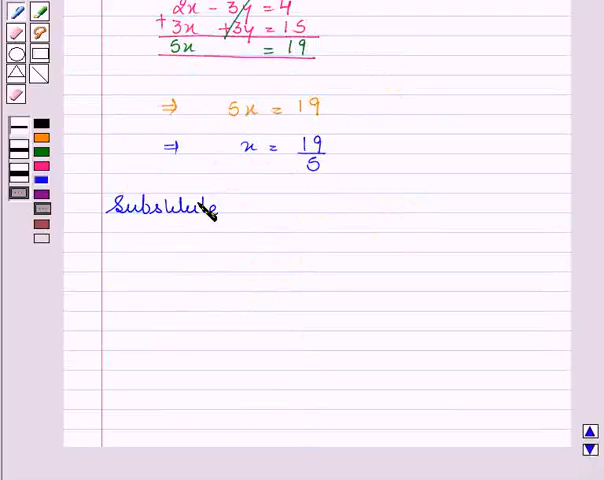 2x - 3y = 4
+ 3x + 3y = 15
5x = 19
⇒ 5x = 19
⇒ x = 19/5
Substitute